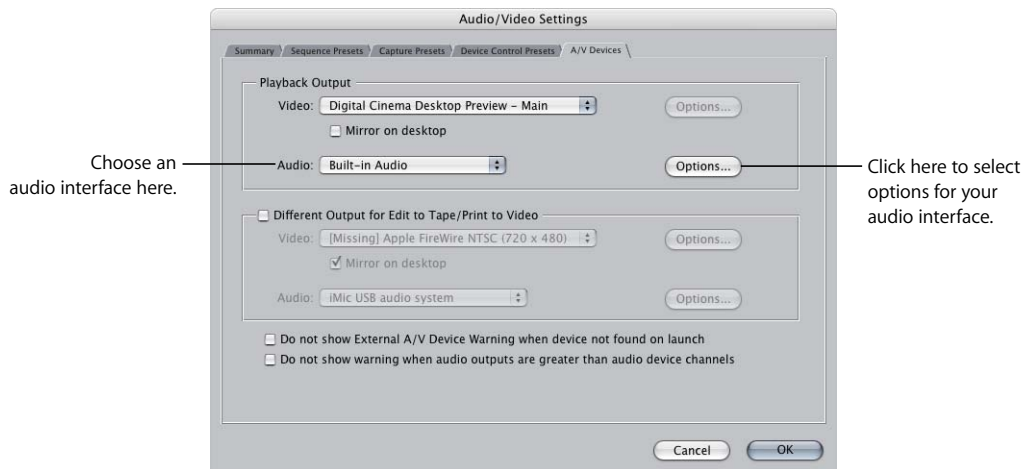 Audio/Video Settings
Summary
Sequence Presets
Capture Presets
Device Control Presets
A/V Devices
Playback Output
Video: Digital Cinema Desktop Preview – Main
Options...
Mirror on desktop
Choose an
audio interface here.
Audio: Built-in Audio
Options...
Click here to select
options for your
audio interface.
Different Output for Edit to Tape/Print to Video
Video: [Missing] Apple FireWire NTSC (720 x 480)
Options...
Mirror on desktop
Audio: iMic USB audio system
Options...
Do not show External A/V Device Warning when device not found on launch
Do not show warning when audio outputs are greater than audio device channels
Cancel
OK